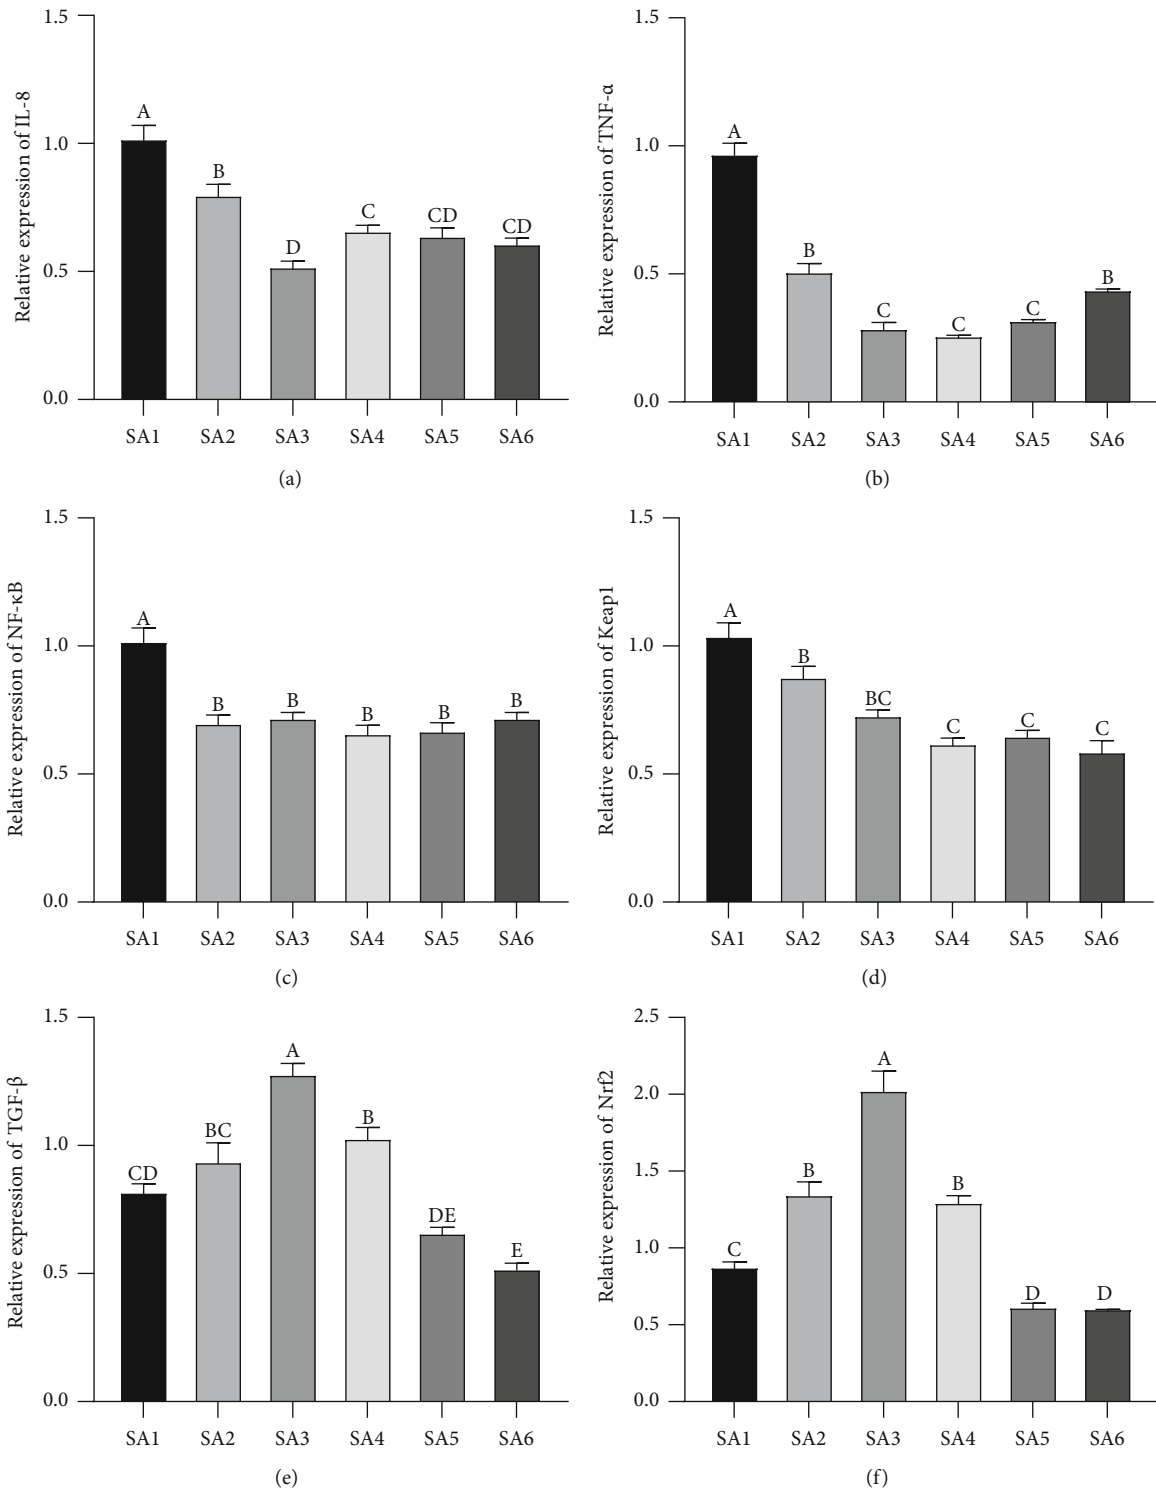 Relative expression of IL-8
1.5
1.0
0.5
0.0
A
B
D
C
CD
CD
SA1 SA2 SA3 SA4 SA5 SA6
(a)
Relative expression of TNF-α
1.5
1.0
0.5
0.0
A
B
C
C
C
B
SA1 SA2 SA3 SA4 SA5 SA6
(b)
Relative expression of NF-κB
1.5
1.0
0.5
0.0
A
B
B
B
B
B
SA1 SA2 SA3 SA4 SA5 SA6
(c)
Relative expression of Keap1
1.5
1.0
0.5
0.0
A
B
BC
C
C
C
SA1 SA2 SA3 SA4 SA5 SA6
(d)
Relative expression of TGF-β
1.5
1.0
0.5
0.0
CD
BC
A
B
DE
E
SA1 SA2 SA3 SA4 SA5 SA6
(e)
Relative expression of Nrf2
2.5
2.0
1.5
1.0
0.5
0.0
C
B
A
B
D
D
SA1 SA2 SA3 SA4 SA5 SA6
(f)